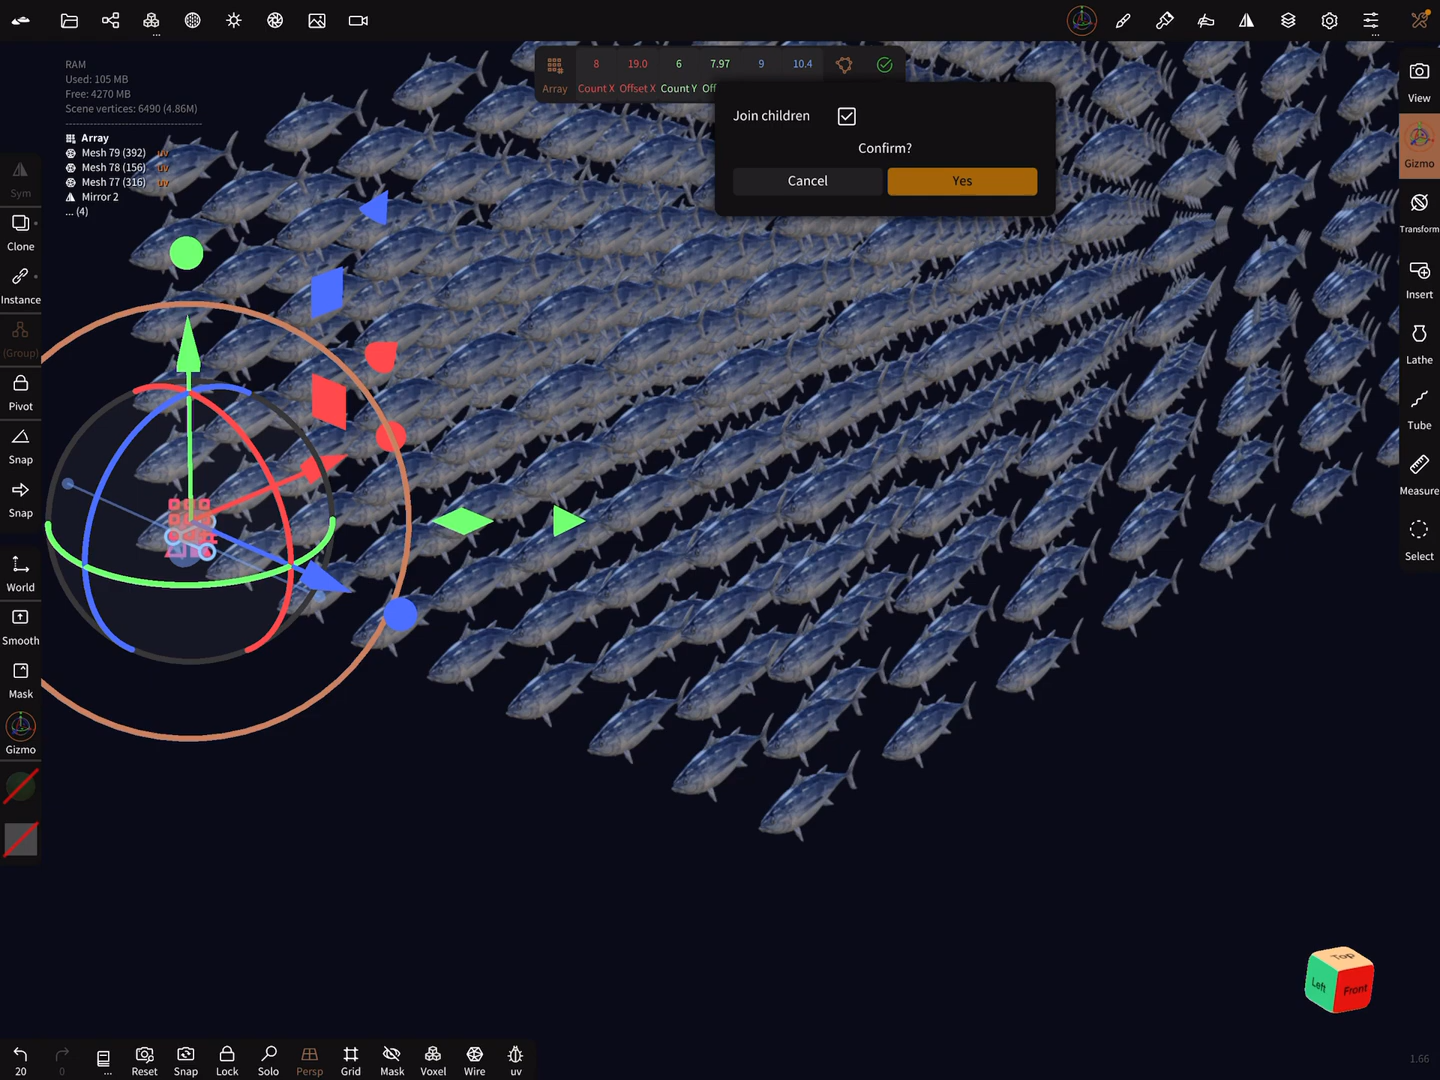 RAM
Used: 105 MB
Free: 4270 MB
Scene vertices: 6490 (4.86M)
Array
Mesh 79 (392) uv
Mesh 78 (156) uv
Mesh 77 (316) uv
Mirror 2
... (4)
8 19.0 6 7.97 9 10.4
Array Count X Offset X Count Y Off
Join children
Confirm?
Cancel Yes
Sym
Clone
Instance
(Group)
Pivot
Snap
Snap
World
Smooth
Mask
Gizmo
View
Gizmo
Transform
Insert
Lathe
Tube
Measure
Select
Top
Left Front
20 0 ... Reset Snap Lock Solo Persp Grid Mask Voxel Wire uv
1.66